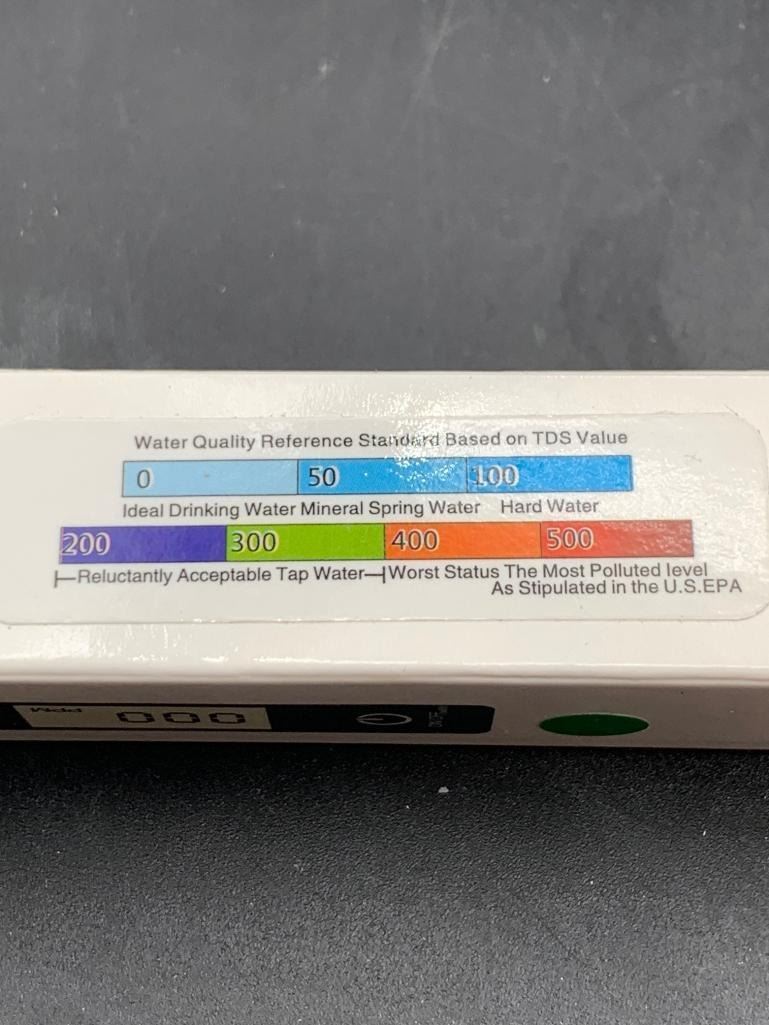 Water Quality Reference Standard Based on TDS Value
0 50 100
Ideal Drinking Water Mineral Spring Water Hard Water
200 300 400 500
Reluctantly Acceptable Tap Water Worst Status The Most Polluted level
As Stipulated in the U.S.EPA
PPM 000